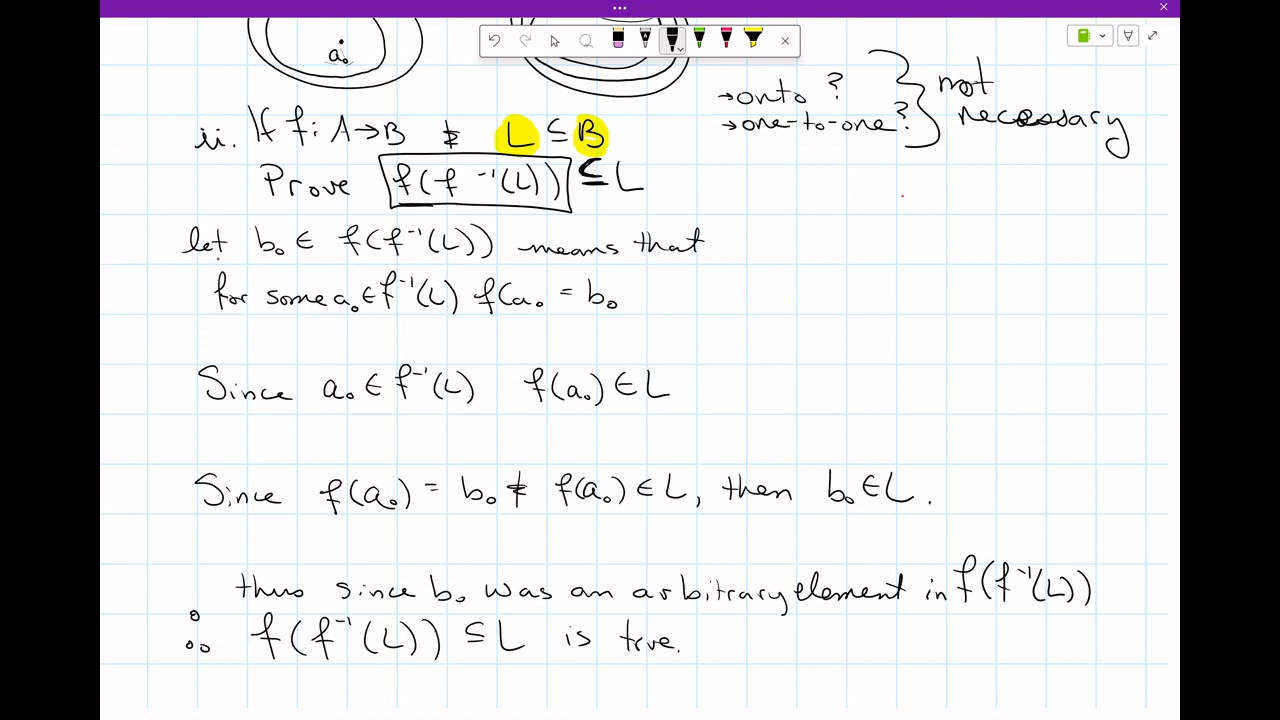 a₀
→onto ?
→one-to-one?
not
necessary
ii. If f: A→B & L ⊆ B
Prove f(f⁻¹(L)) ⊆ L
let b₀ ∈ f(f⁻¹(L)) means that
for some a₀ ∈ f⁻¹(L) f(a₀ = b₀
Since a₀ ∈ f⁻¹(L) f(a₀) ∈ L
Since f(a₀) = b₀ & f(a₀) ∈ L, then b₀ ∈ L.
thus since b₀ was an arbitrary element in f(f⁻¹(L))
∴ f(f⁻¹(L)) ⊆ L is true.